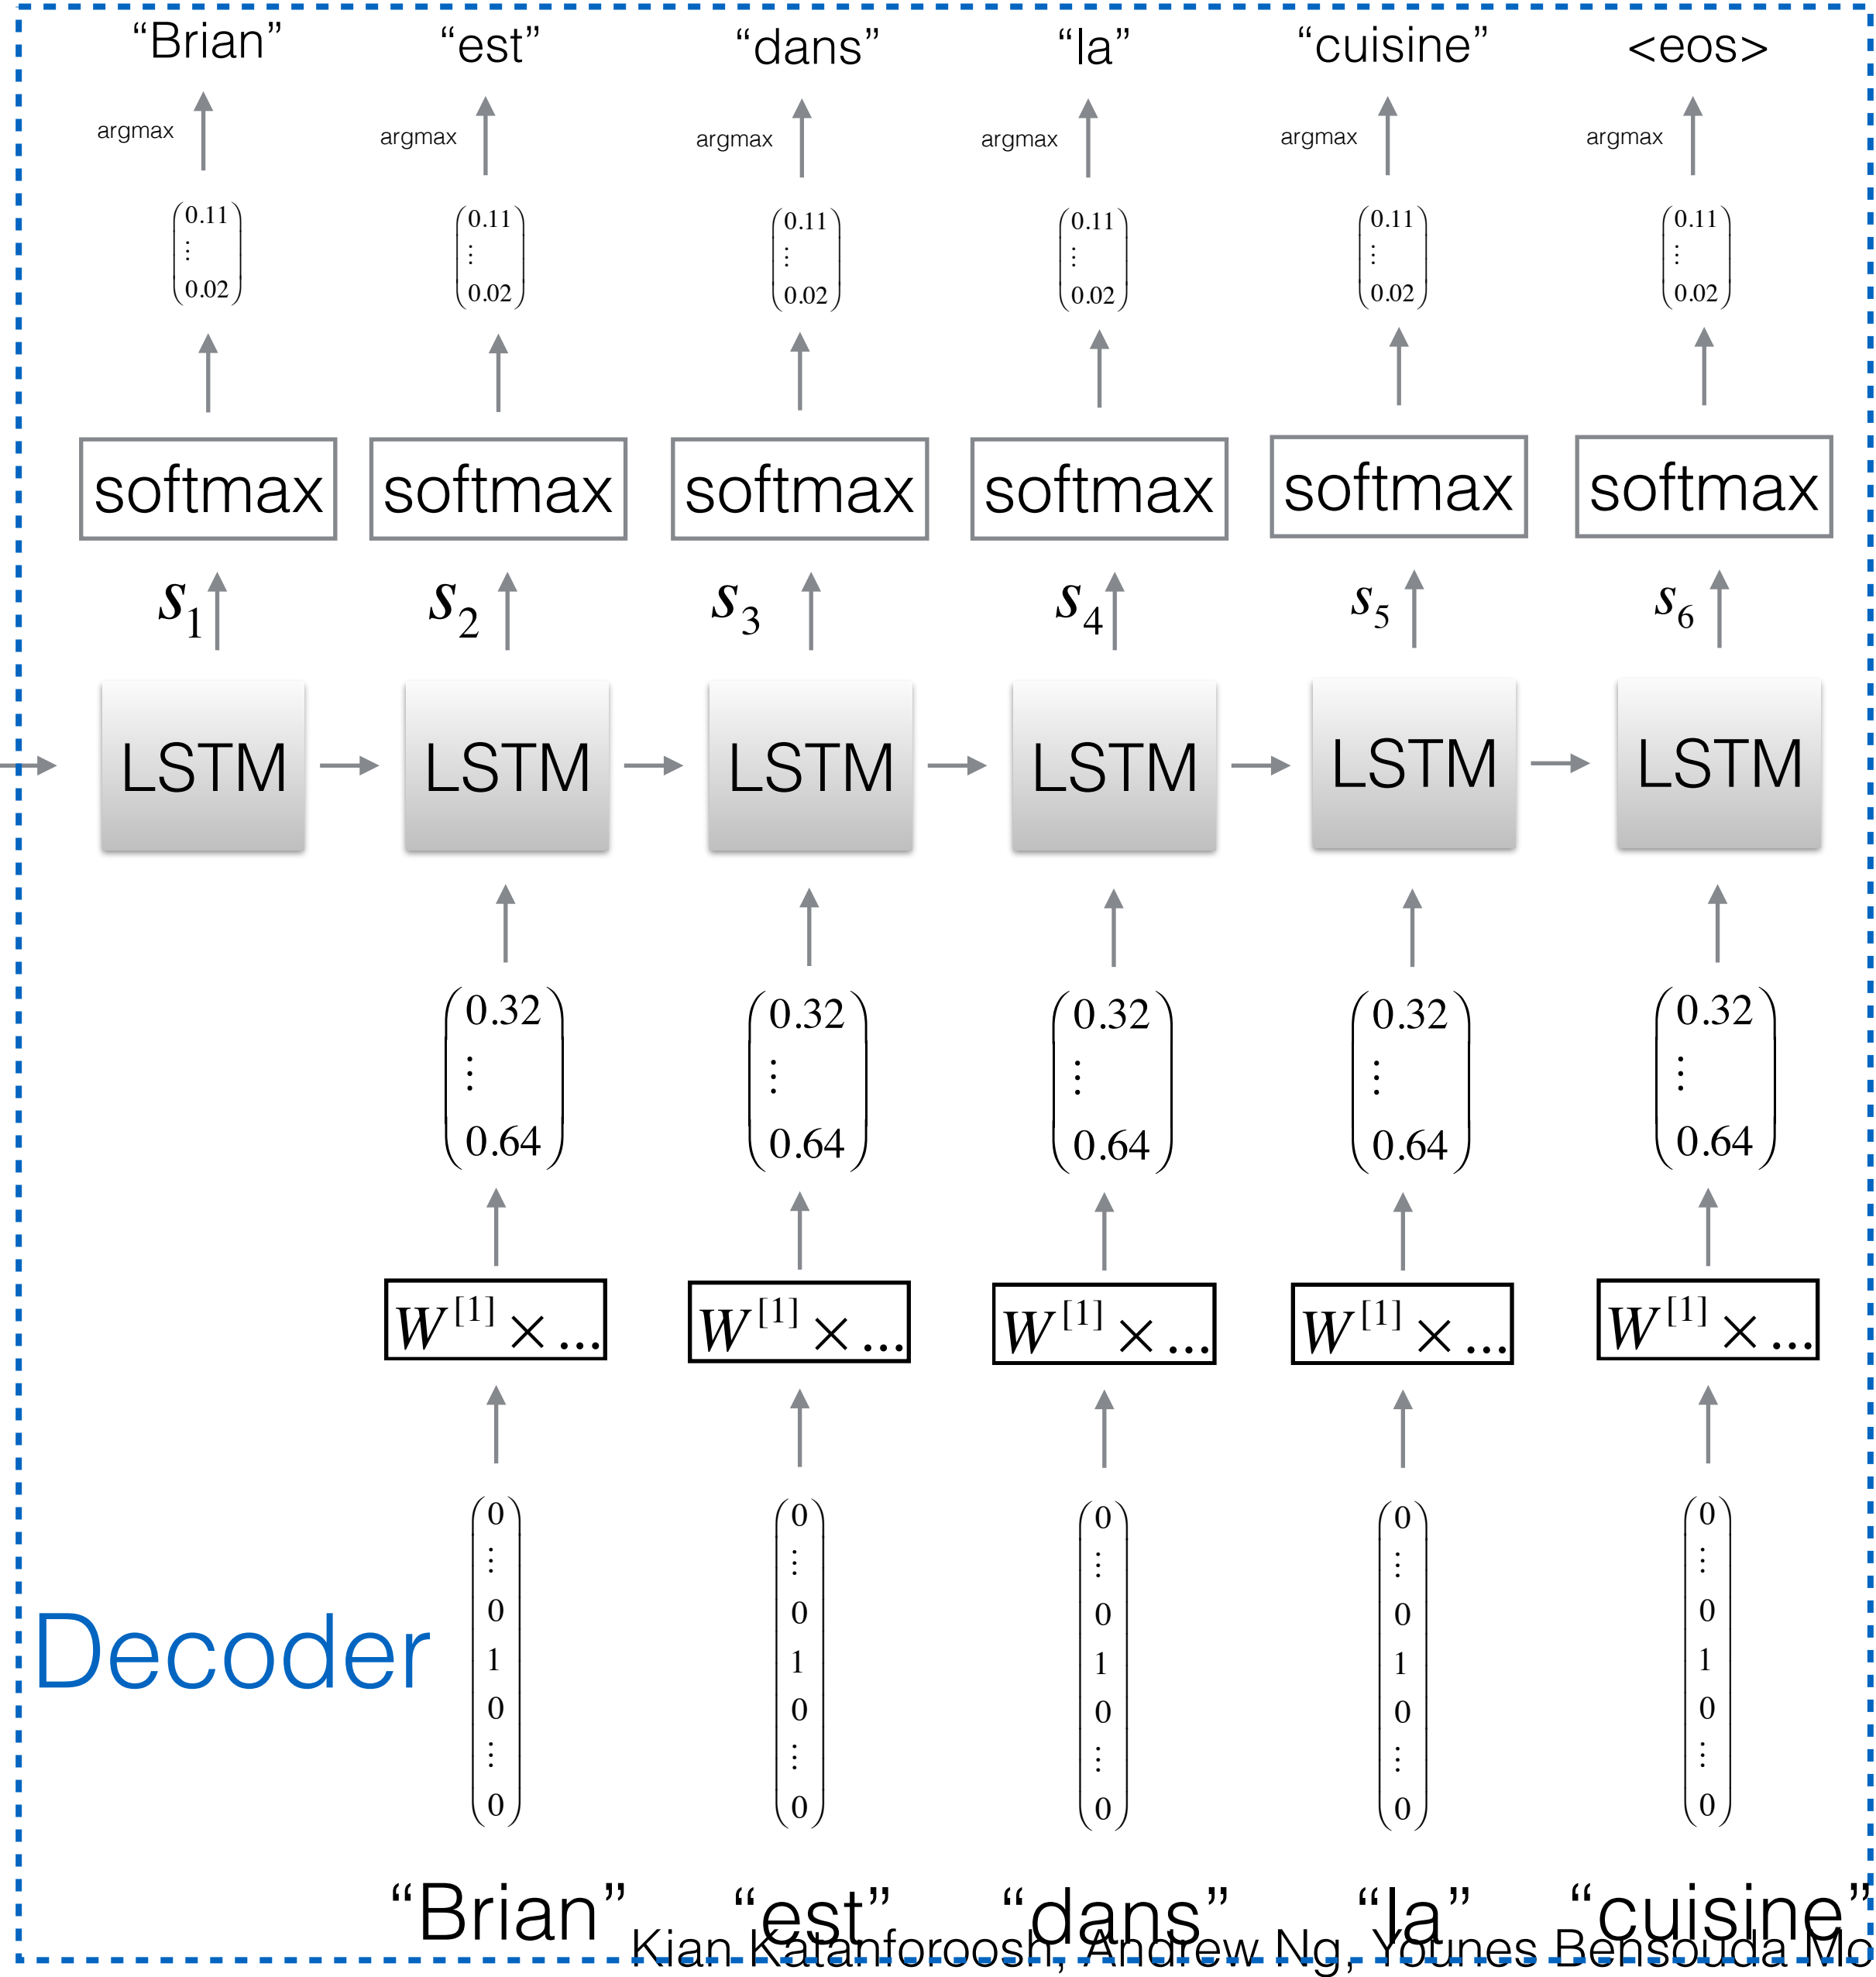 “Brian” “est” “dans” “la” “cuisine” <eos>
argmax argmax argmax argmax argmax argmax
0.11 0.11 0.11 0.11 0.11 0.11
⋮ ⋮ ⋮ ⋮ ⋮ ⋮
0.02 0.02 0.02 0.02 0.02 0.02
softmax softmax softmax softmax softmax softmax
s₁ s₂ s₃ s₄ s₅ s₆
LSTM LSTM LSTM LSTM LSTM LSTM
0.32 0.32 0.32 0.32 0.32
⋮ ⋮ ⋮ ⋮ ⋮
0.64 0.64 0.64 0.64 0.64
W[1] × ... W[1] × ... W[1] × ... W[1] × ... W[1] × ...
0 0 0 0 0
⋮ ⋮ ⋮ ⋮ ⋮
0 0 0 0 0
Decoder
1 1 1 1 1
0 0 0 0 0
⋮ ⋮ ⋮ ⋮ ⋮
0 0 0 0 0
“Brian” “est” “dans” “la” “cuisine”
Kian Katanforoosh, Andrew Ng, Younes Bensouda Mo